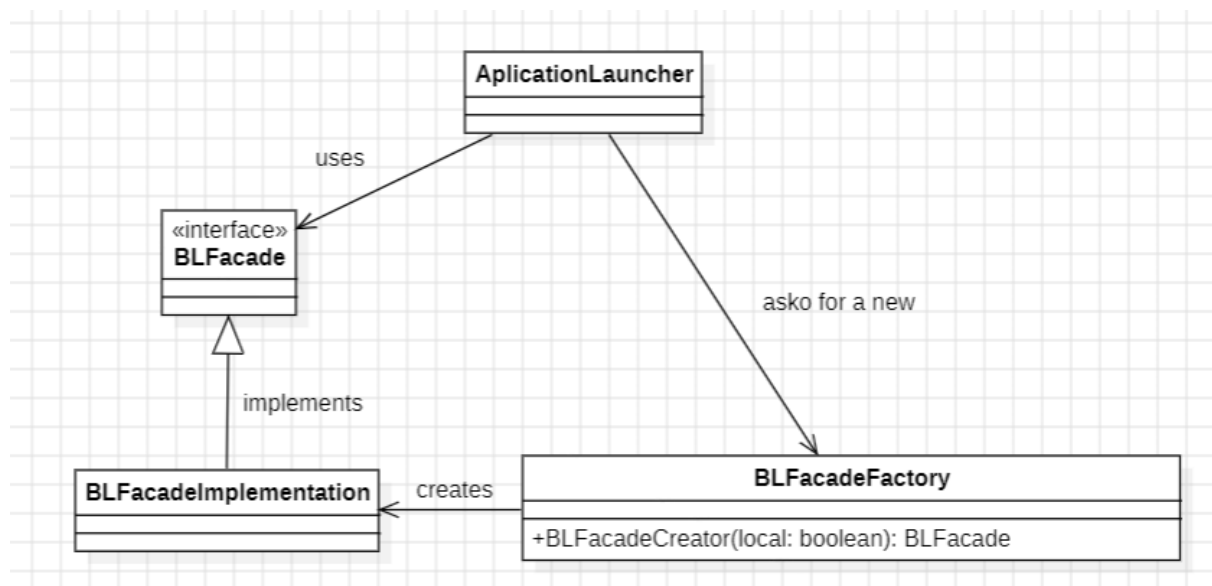 AplicationLauncher
uses
«interface»
BLFacade
asko for a new
implements
BLFacadeImplementation
creates
BLFacadeFactory
+BLFacadeCreator(local: boolean): BLFacade